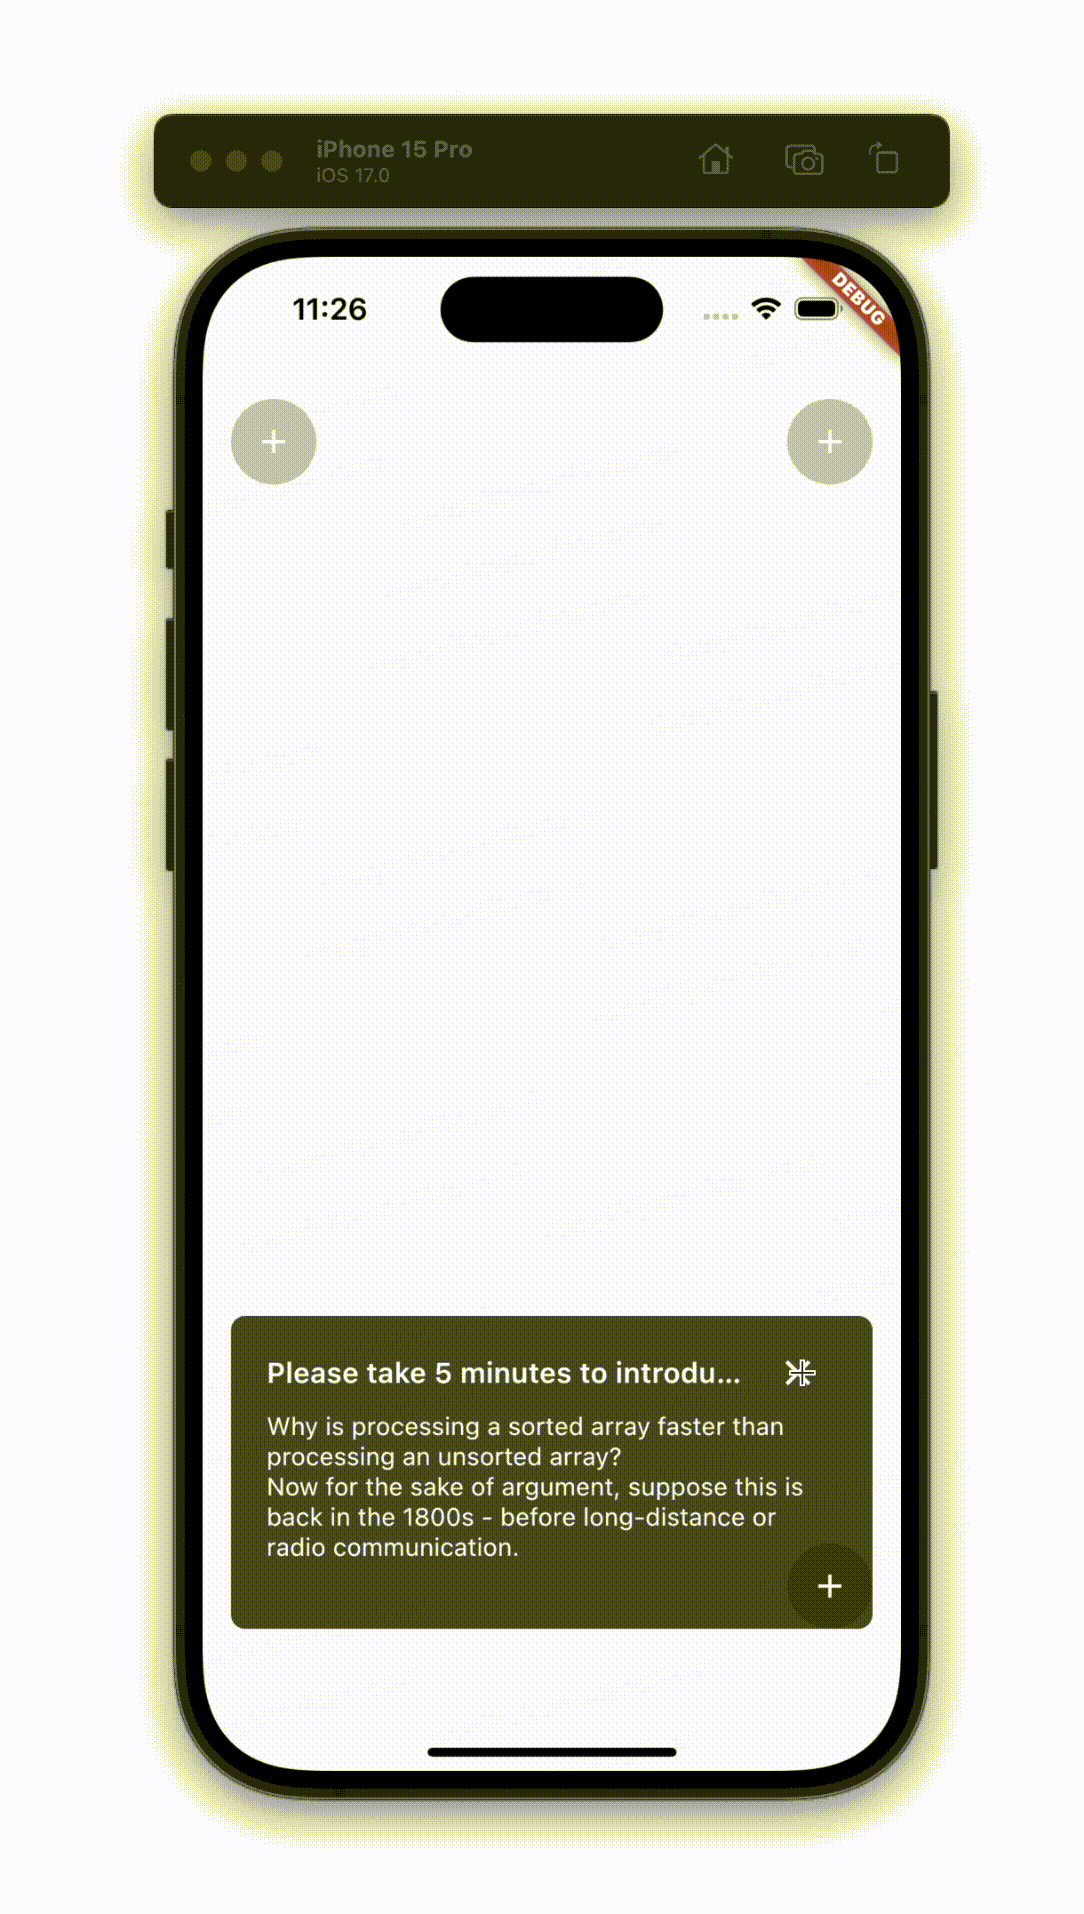 iPhone 15 Pro
iOS 17.0
11:26
DEBUG
Please take 5 minutes to introdu...
Why is processing a sorted array faster than
processing an unsorted array?
Now for the sake of argument, suppose this is
back in the 1800s - before long-distance or
radio communication.